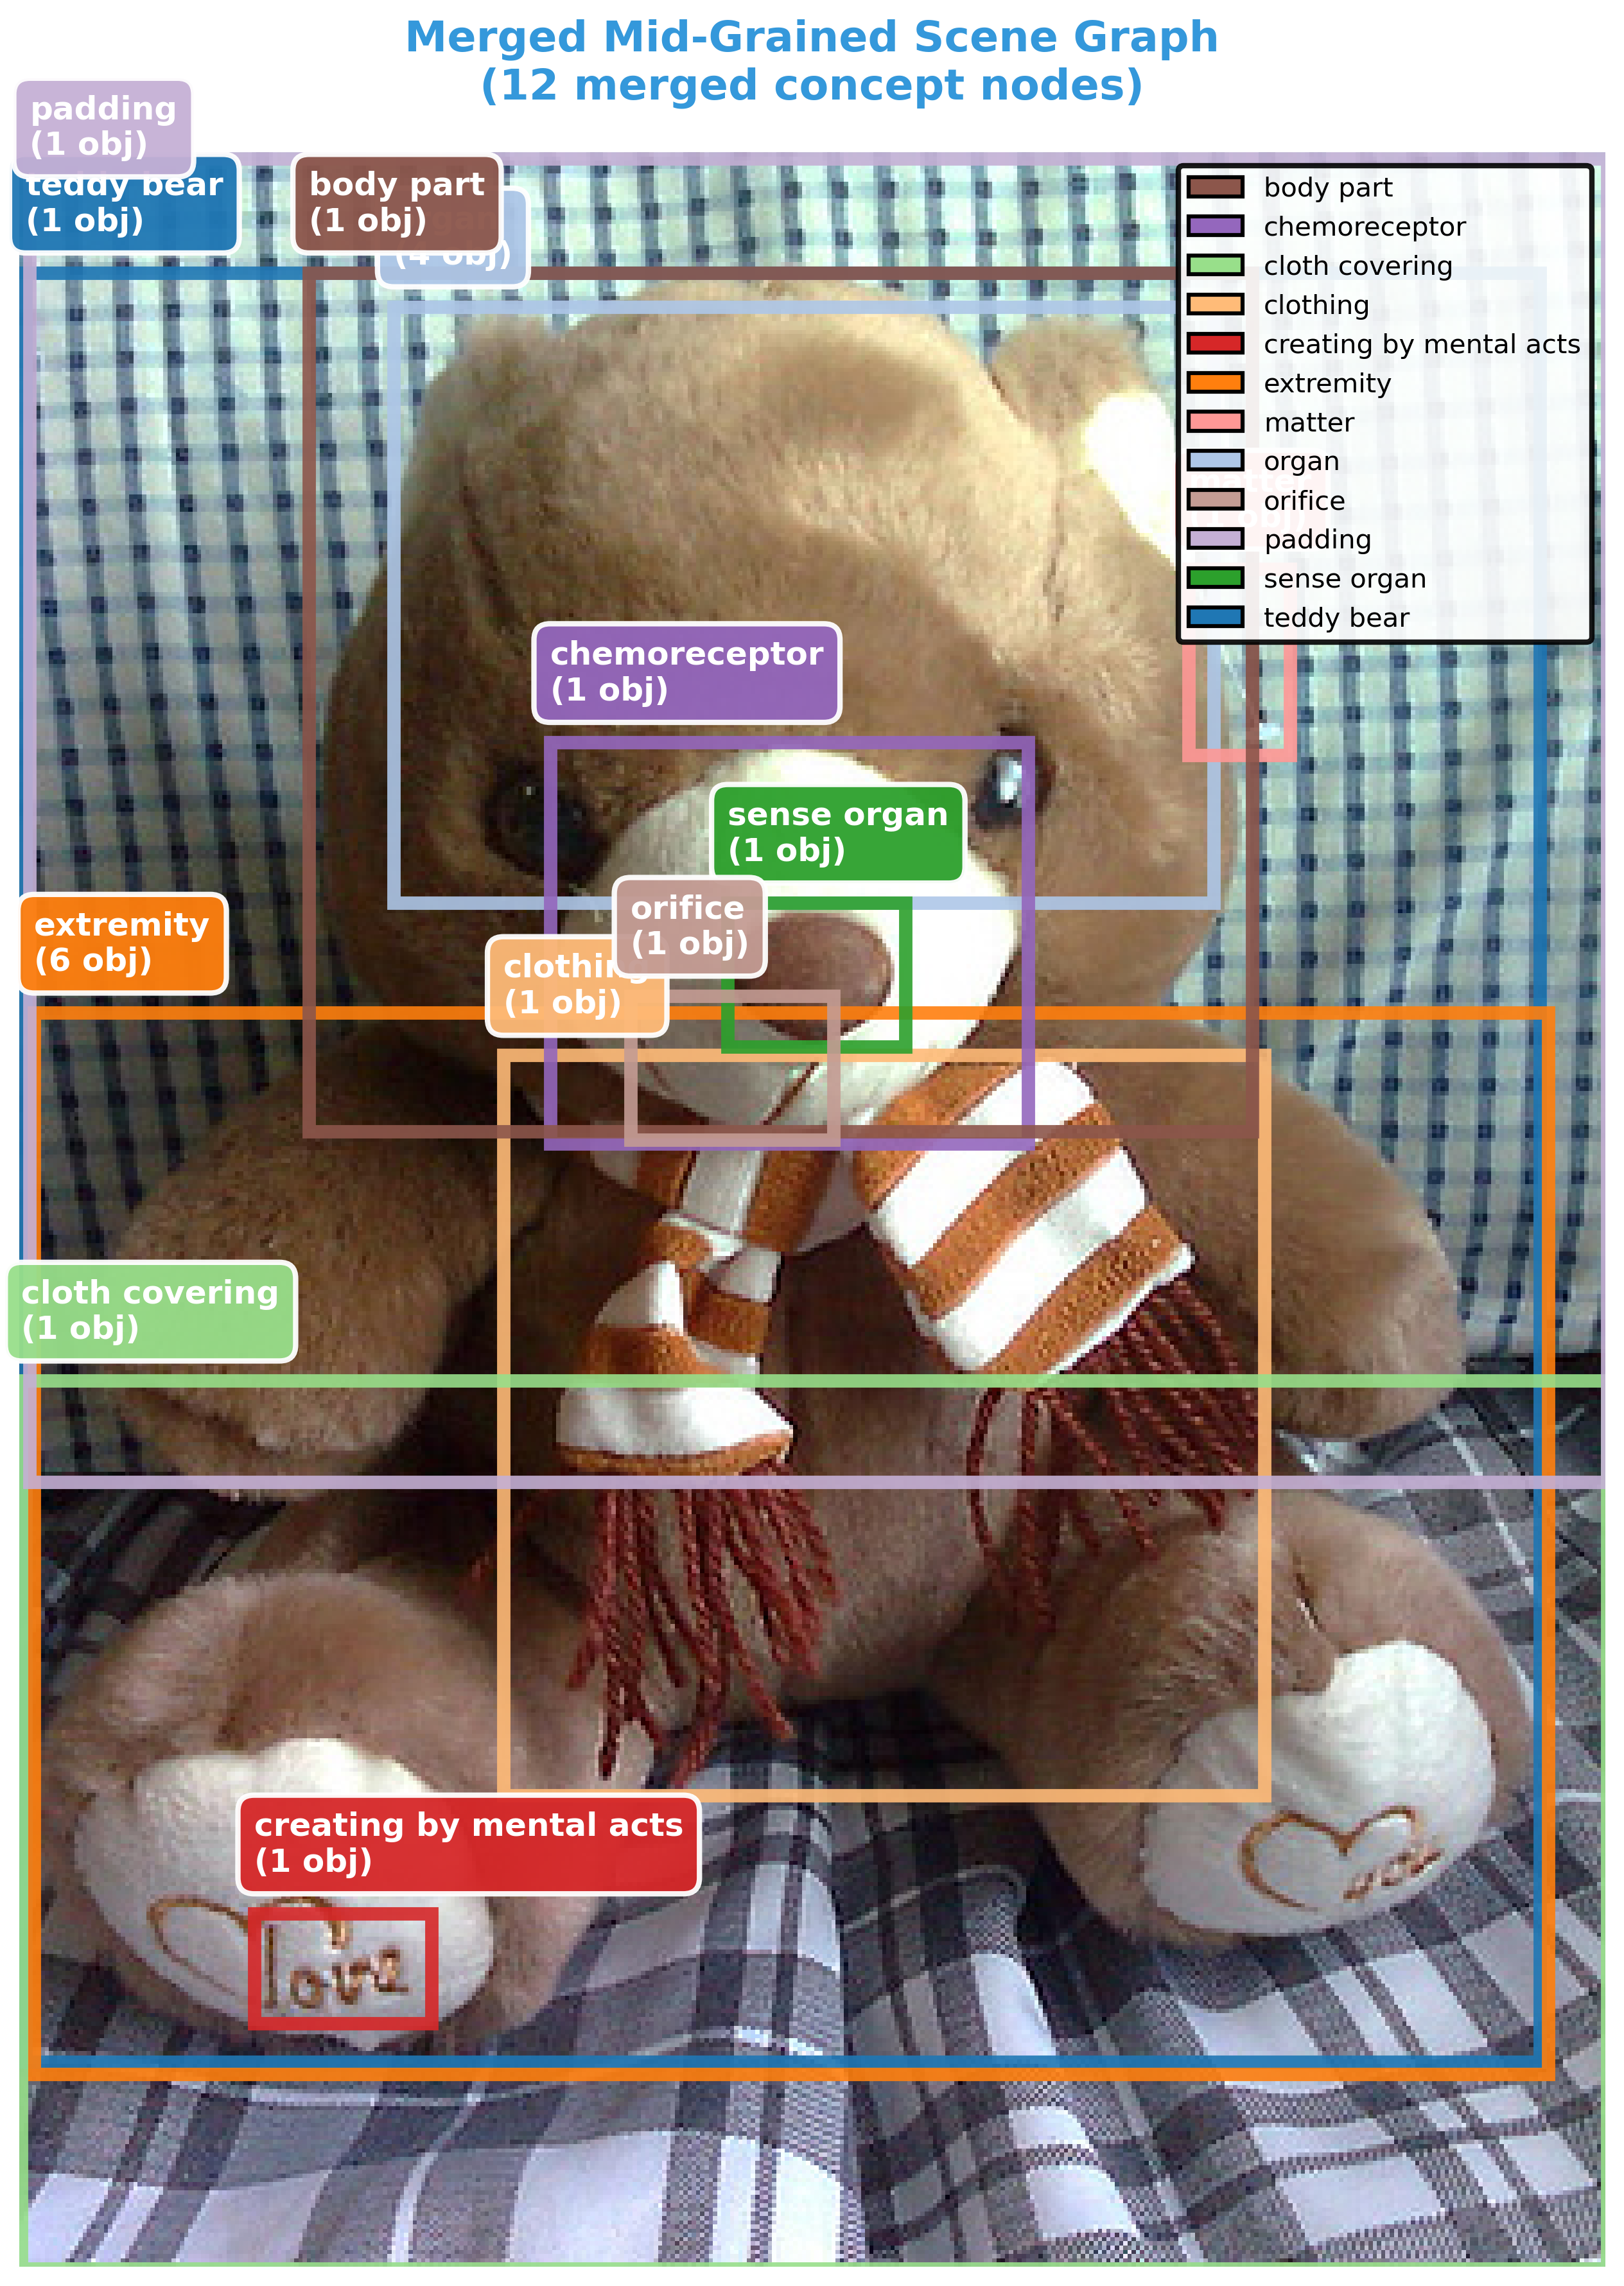 Merged Mid-Grained Scene Graph
(12 merged concept nodes)
padding
(1 obj)
teddy bear
(1 obj)
body part
(1 obj)
(4 obj)
body part
chemoreceptor
cloth covering
clothing
creating by mental acts
extremity
matter
organ
orifice
padding
sense organ
teddy bear
chemoreceptor
(1 obj)
sense organ
(1 obj)
orifice
(1 obj)
extremity
(6 obj)
clothing
(1 obj)
cloth covering
(1 obj)
creating by mental acts
(1 obj)
love